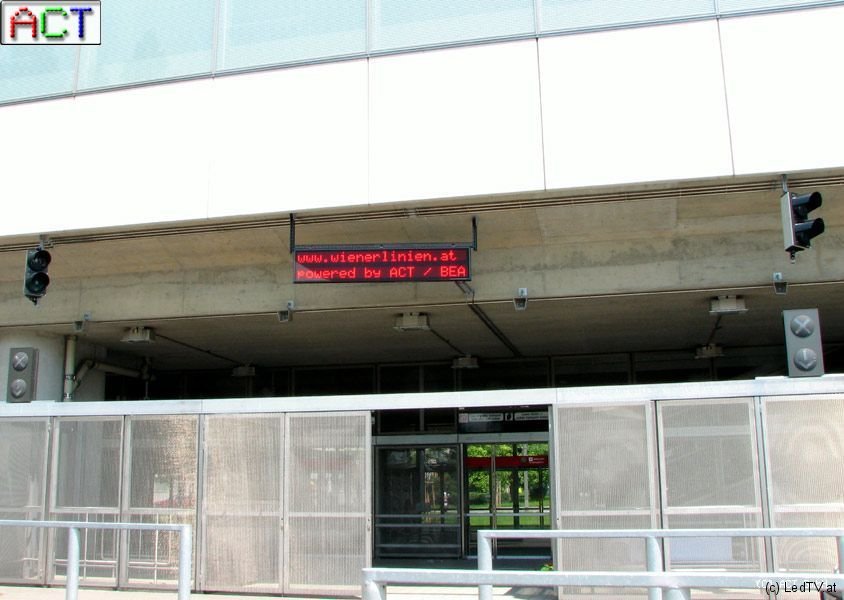 ACT
www.wienerlinien.at
powered by ACT / BEA
(c) LedTV.at